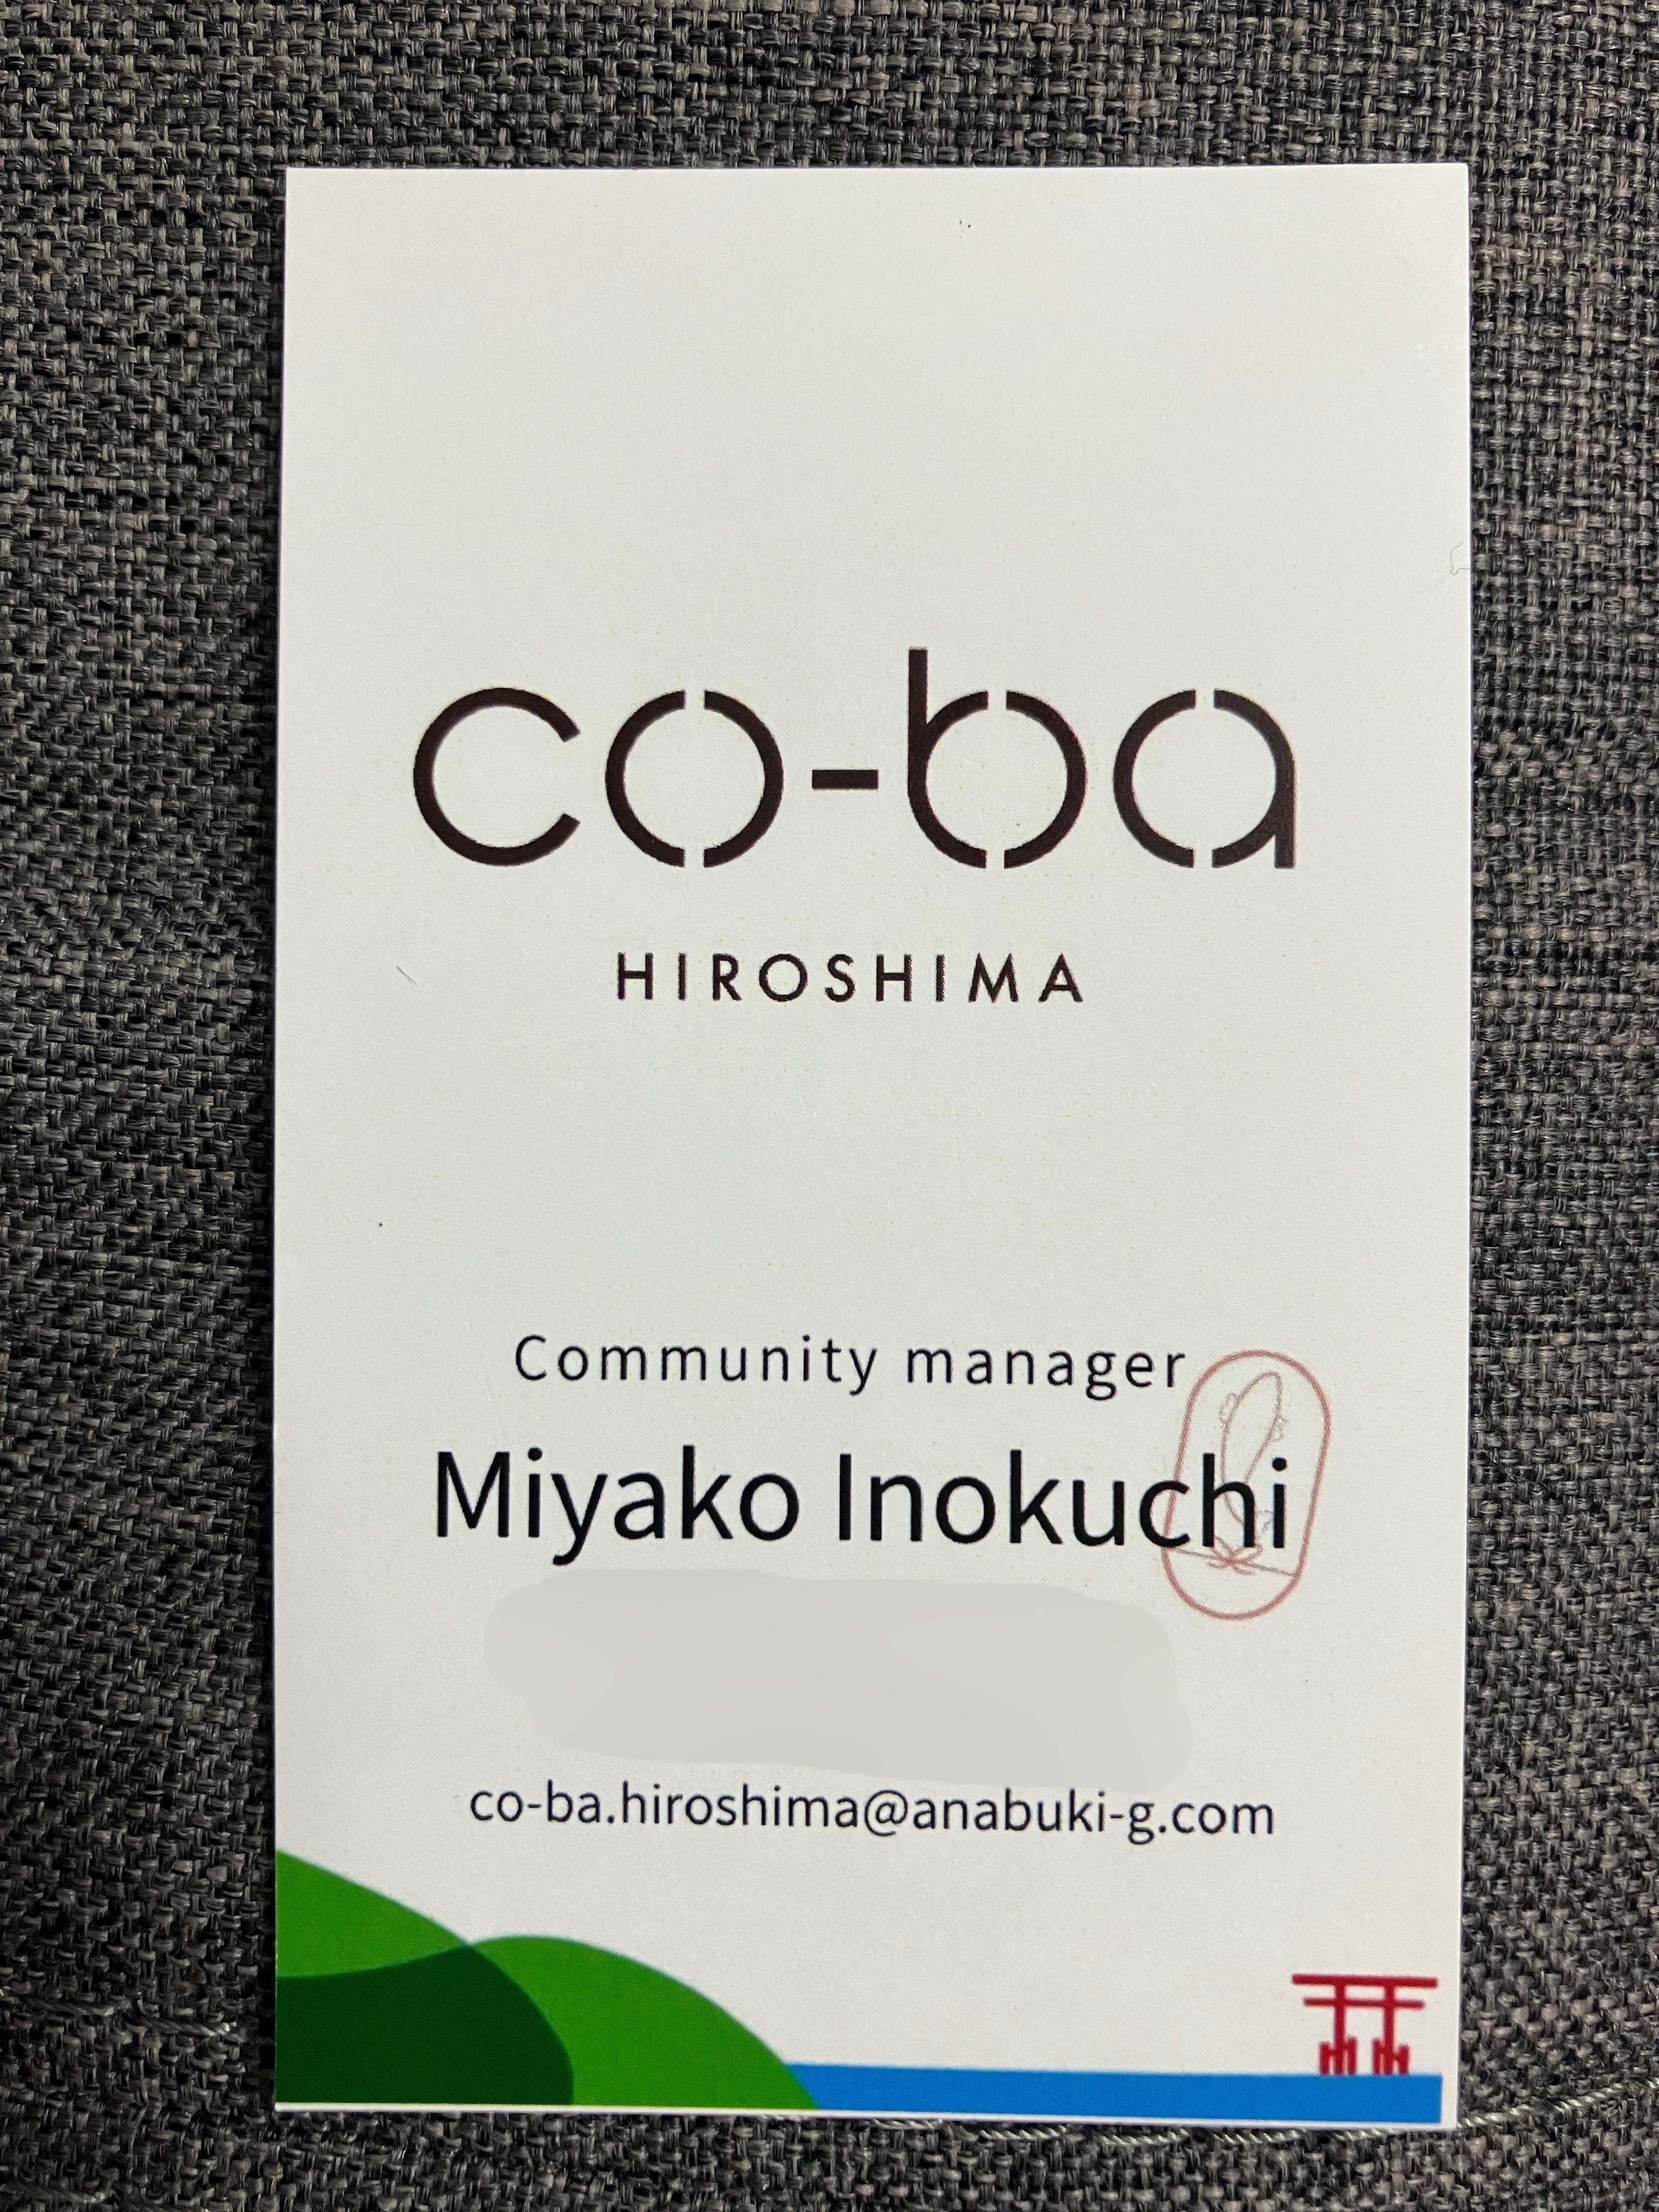 co-ba
HIROSHIMA
Community manager
Miyako Inokuchi
co-ba.hiroshima@anabuki-g.com